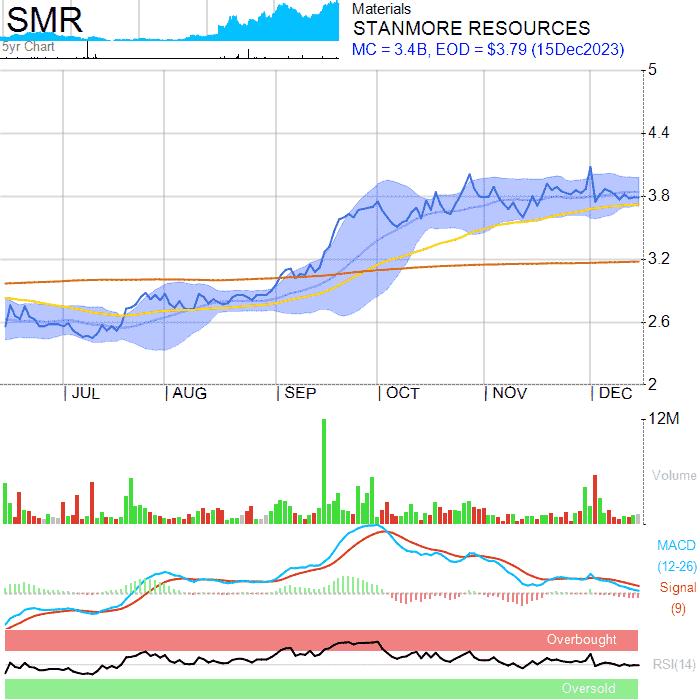 SMR
5yr Chart
Materials
STANMORE RESOURCES
MC = 3.4B, EOD = $3.79 (15Dec2023)
5
4.4
3.8
3.2
2.6
2
JUL AUG SEP OCT NOV DEC
12M
Volume
MACD
(12-26)
Signal
(9)
Overbought
RSI(14)
Oversold